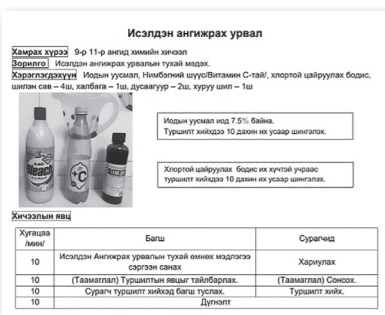 Исэлдэн ангижрах урвал
Хамрах хүрээ 9-р 11-р ангид химийн хичээл
Зорилго Исэлдэн ангижрах урвалын тухай мэдэх.
Хэрэглэгдэхүүн Иодын уусмал, Нимбэгний шүүс/Витамин С-тай/, хлортой цайруулах бодис,
шилэн сав – 4ш, халбага – 1ш, дусаагуур – 2ш, хуруу шил – 1ш
Иодын уусмал иод 7.5% байна.
Туршилт хийхдээ 10 дахин их усаар шингэлэх.
Хлортой цайруулах бодис их хүчтэй учраас
туршилт хийхдээ 10 дахин их усаар шингэлэх.
Bleach
+C
Хичээлийн явц
Хугацаа /мин/ Багш Сурагчид
10 Исэлдэн Ангижрах урвалын тухай өмнөх мэдлэгээ сэргээн санах Хариулах
10 (Таамаглал) Туршилтын явцыг тайлбарлах. (Таамаглал) Сонсох.
10 Сурагч туршилт хийхэд багш туслах. Туршилт хийх.
10 Дүгнэлт